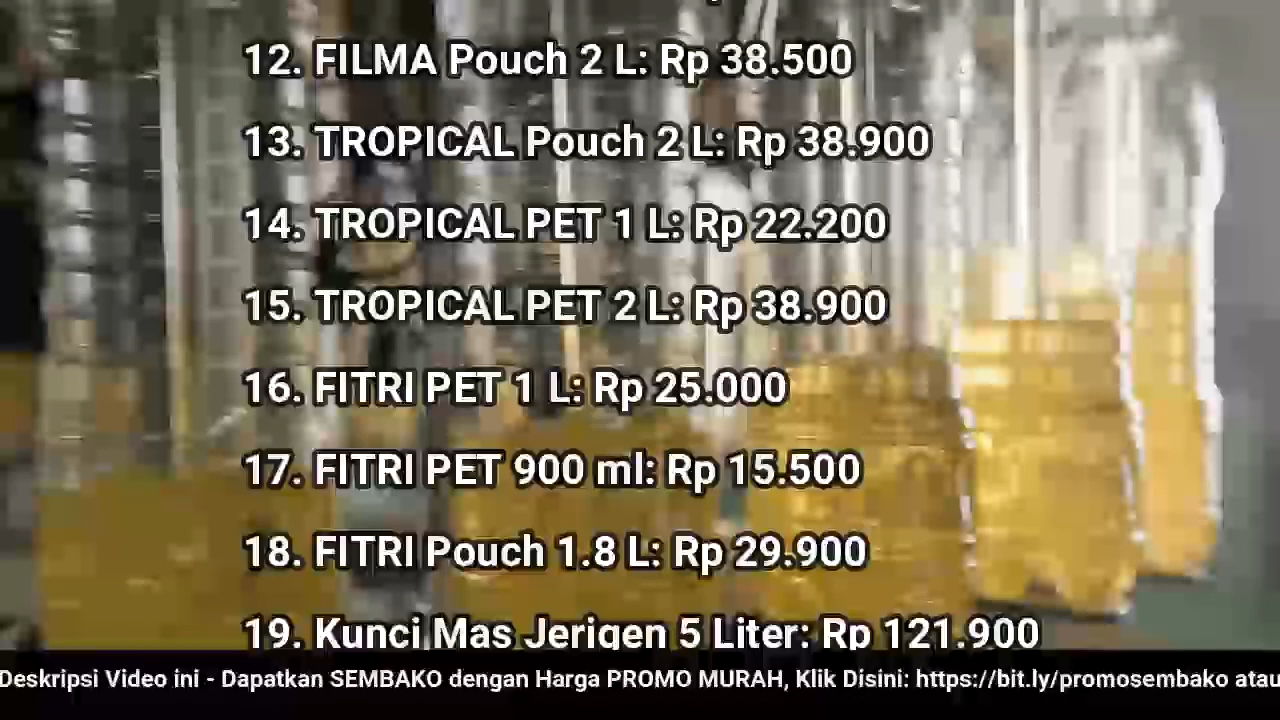 12. FILMA Pouch 2 L: Rp 38.500
13. TROPICAL Pouch 2 L: Rp 38.900
14. TROPICAL PET 1 L: Rp 22.200
15. TROPICAL PET 2 L: Rp 38.900
16. FITRI PET 1 L: Rp 25.000
17. FITRI PET 900 ml: Rp 15.500
18. FITRI Pouch 1.8 L: Rp 29.900
19. Kunci Mas Jerigen 5 Liter: Rp 121.900
Deskripsi Video ini - Dapatkan SEMBAKO dengan Harga PROMO MURAH, Klik Disini: https://bit.ly/promosembako atau